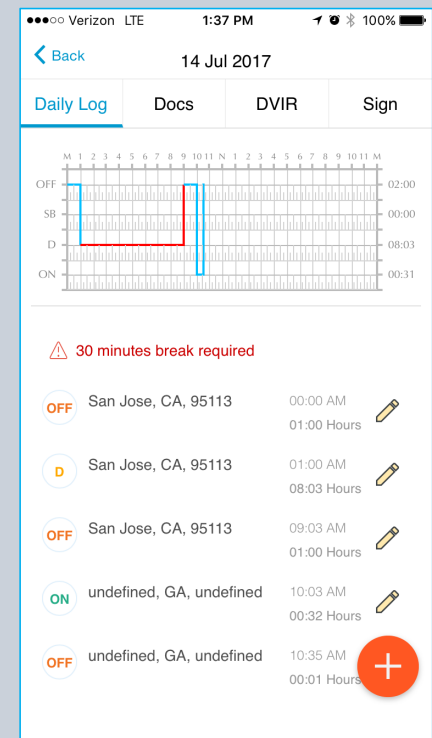 Verizon LTE 1:37 PM 100%
Back
14 Jul 2017
Daily Log Docs DVIR Sign
M 1 2 3 4 5 6 7 8 9 10 11 N 1 2 3 4 5 6 7 8 9 10 11 M
OFF 02:00
SB 00:00
D 08:03
ON 00:31
30 minutes break required
OFF San Jose, CA, 95113 00:00 AM
01:00 Hours
D San Jose, CA, 95113 01:00 AM
08:03 Hours
OFF San Jose, CA, 95113 09:03 AM
01:00 Hours
ON undefined, GA, undefined 10:03 AM
00:32 Hours
OFF undefined, GA, undefined 10:35 AM
00:01 Hours